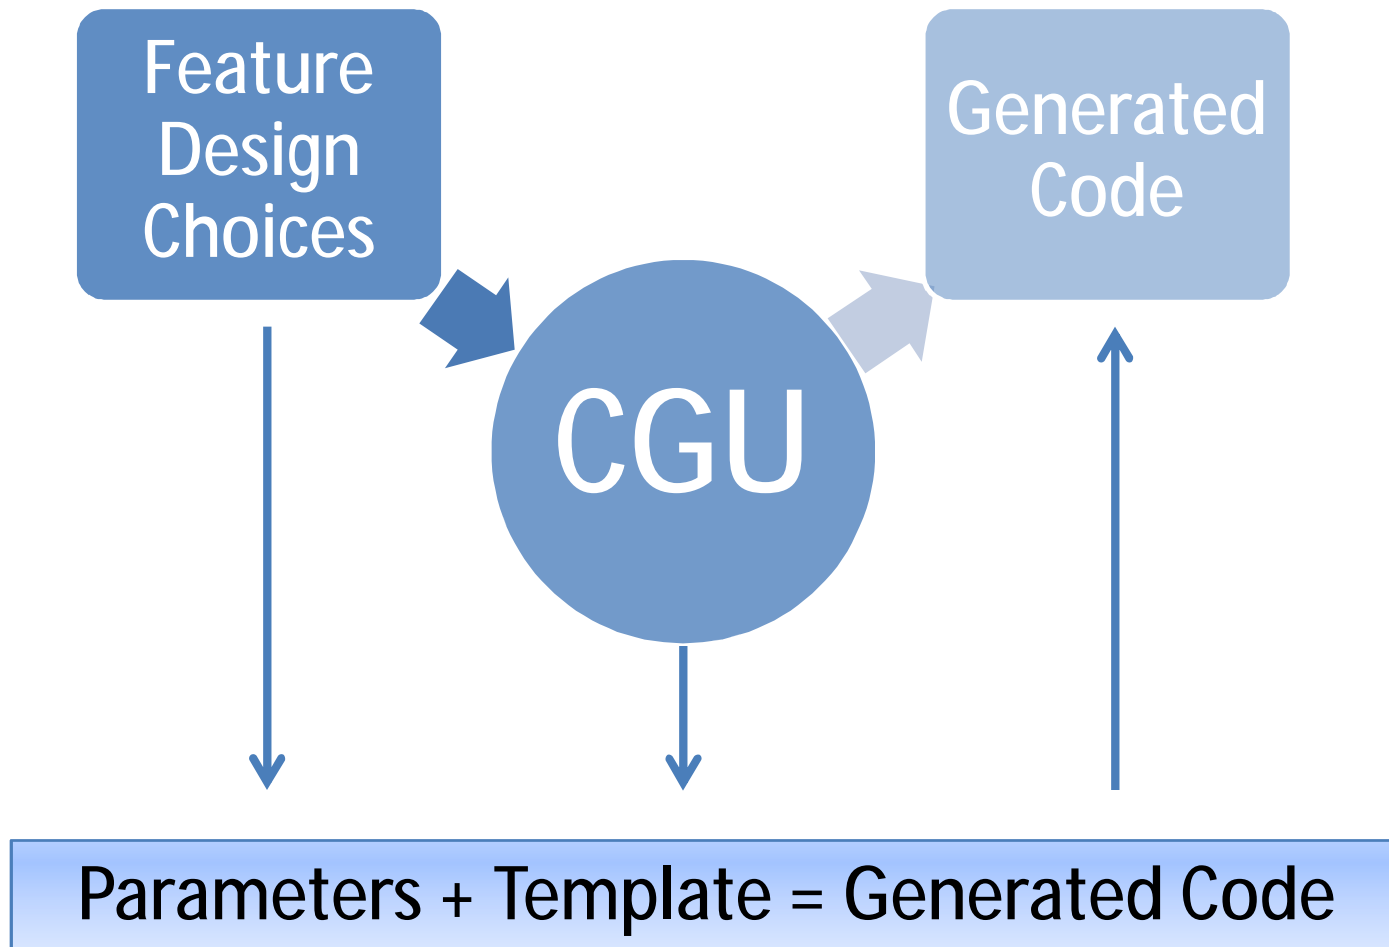 Feature
Design
Choices
Generated
Code
CGU
Parameters + Template = Generated Code